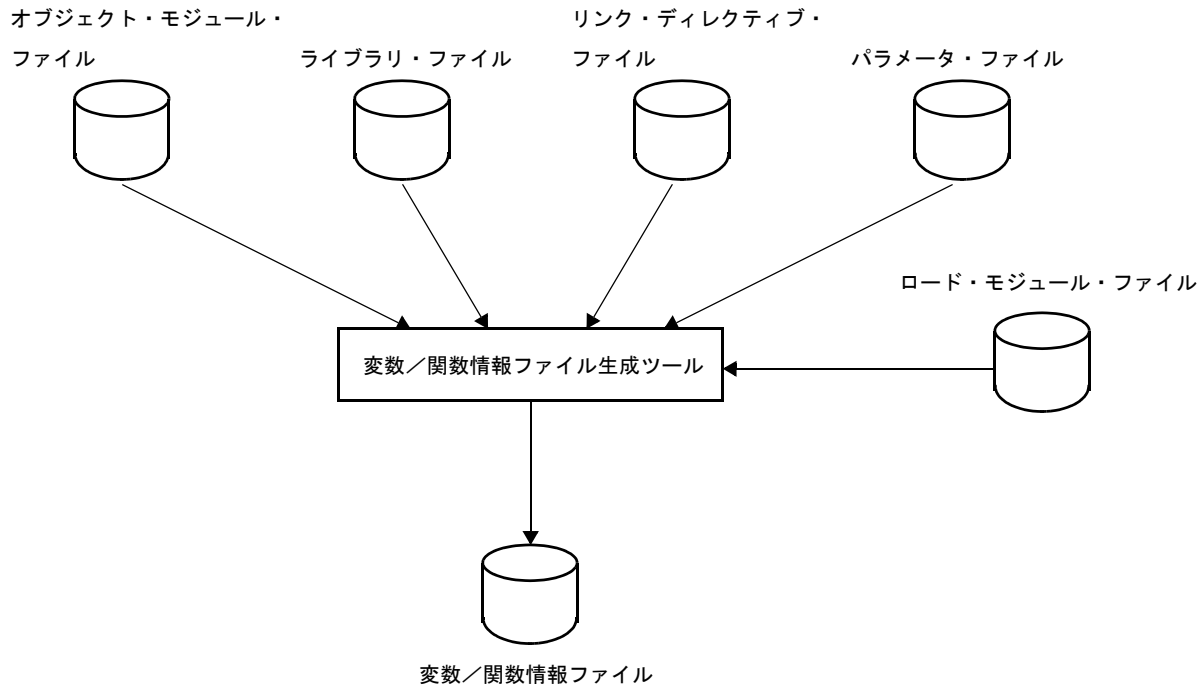 オブジェクト・モジュール・
ファイル
ライブラリ・ファイル
リンク・ディレクティブ・
ファイル
パラメータ・ファイル
ロード・モジュール・ファイル
変数／関数情報ファイル生成ツール
変数／関数情報ファイル